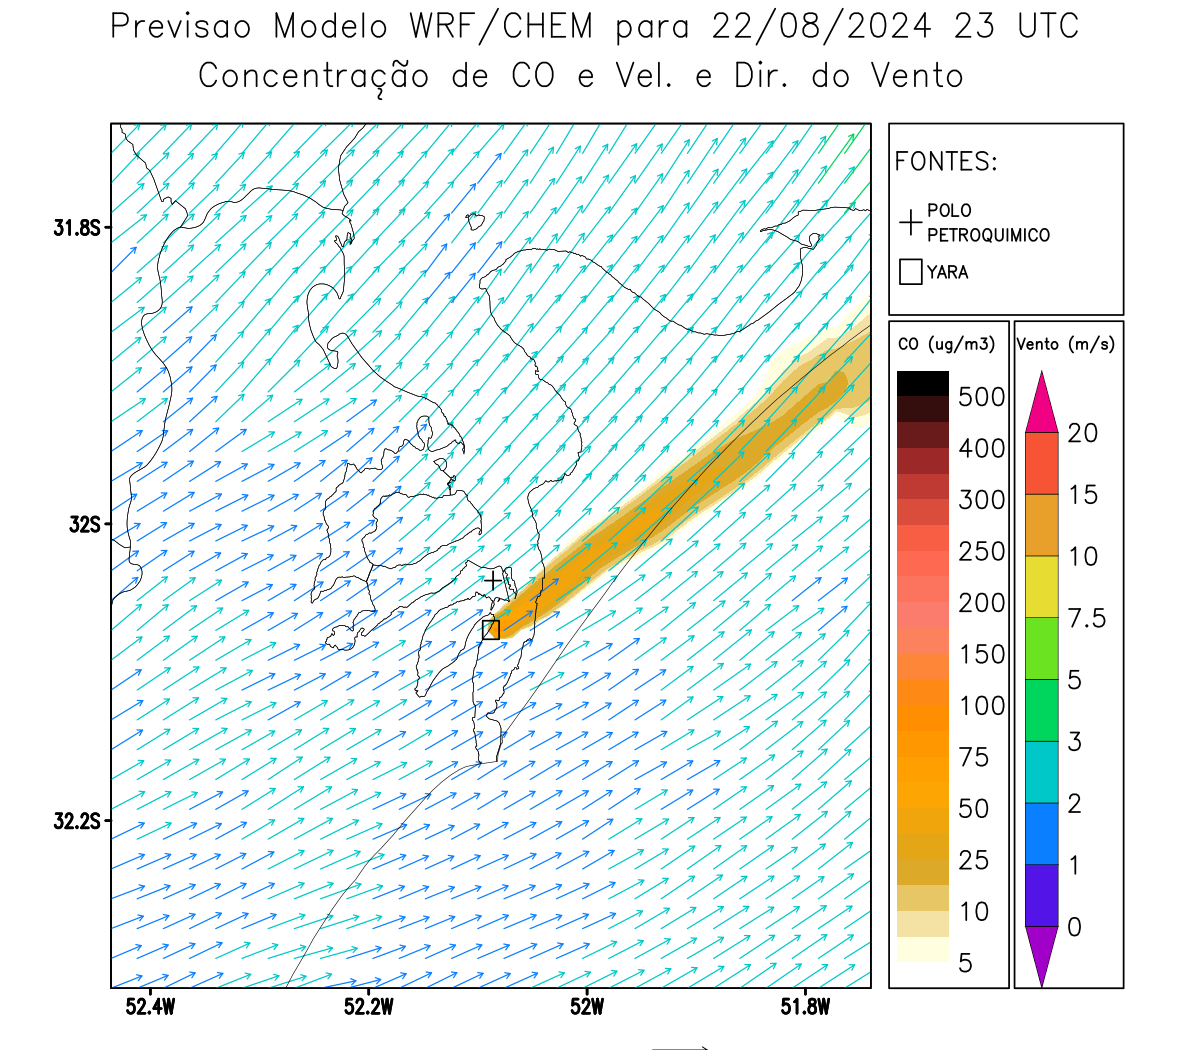 Previsao Modelo WRF/CHEM para 22/08/2024 23 UTC
Concentração de CO e Vel. e Dir. do Vento
FONTES:
POLO
PETROQUIMICO
YARA
31.8S
32S
32.2S
52.4W
52.2W
52W
51.8W
CO (ug/m3)
500
400
300
250
200
150
100
75
50
25
10
5
Vento (m/s)
20
15
10
7.5
5
3
2
1
0